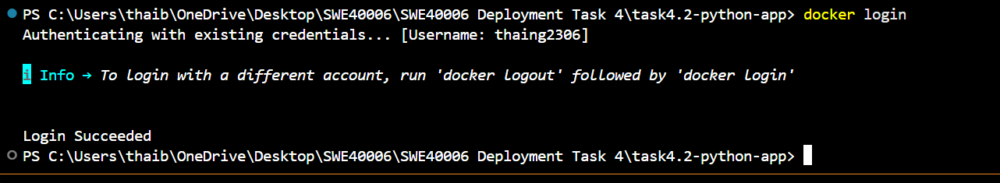 PS C:\Users\thaib\OneDrive\Desktop\SWE40006\SWE40006 Deployment Task 4\task4.2-python-app> docker login
Authenticating with existing credentials... [Username: thaing2306]
i Info → To login with a different account, run 'docker logout' followed by 'docker login'
Login Succeeded
PS C:\Users\thaib\OneDrive\Desktop\SWE40006\SWE40006 Deployment Task 4\task4.2-python-app>